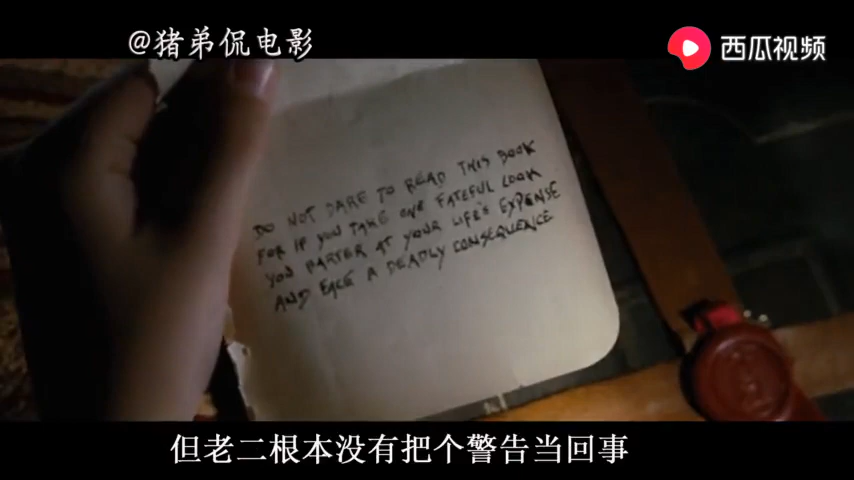 @猪弟侃电影
西瓜视频
DO NOT DARE TO READ THIS BOOK
FOR IF YOU TAKE ONE FATEFUL LOOK
YOU BARTER AT YOUR LIFE'S EXPENSE
AND FACE A DEADLY CONSEQUENCE
但老二根本没有把个警告当回事